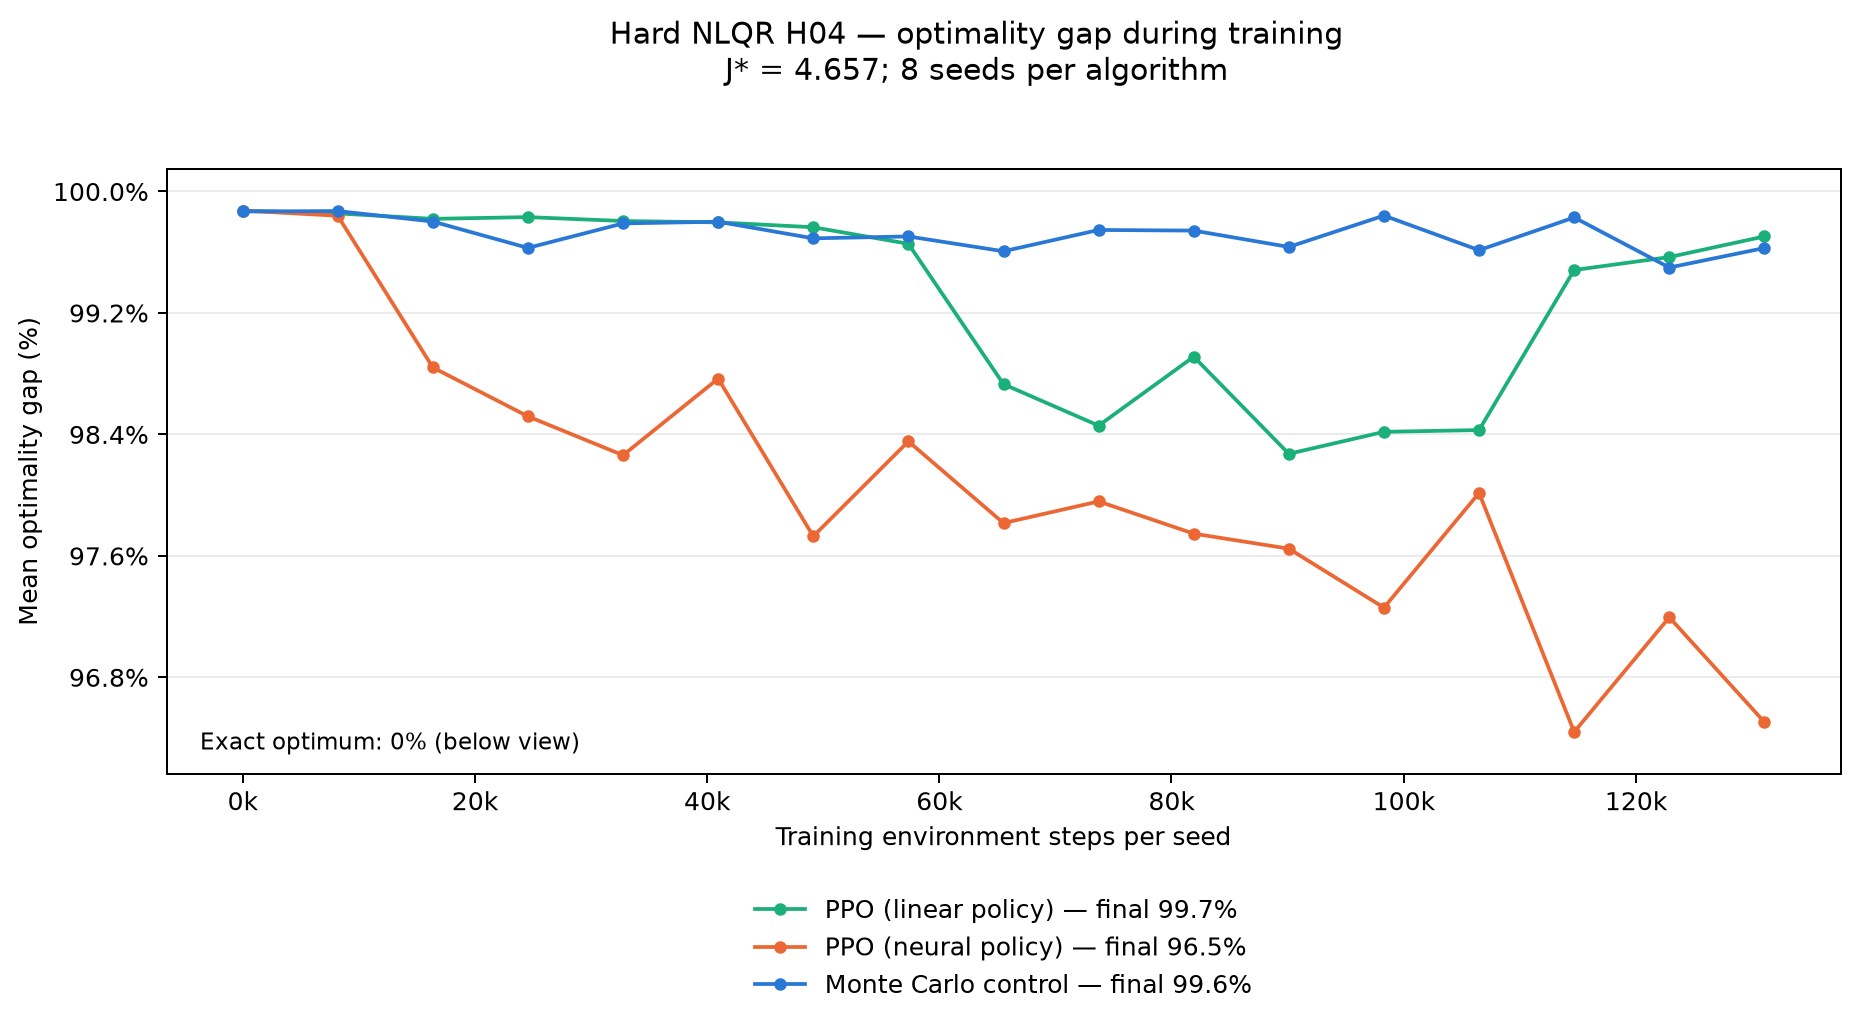 Hard NLQR H04 — optimality gap during training
J* = 4.657; 8 seeds per algorithm
Mean optimality gap (%)
100.0%
99.2%
98.4%
97.6%
96.8%
Exact optimum: 0% (below view)
0k
20k
40k
60k
80k
100k
120k
Training environment steps per seed
PPO (linear policy) — final 99.7%
PPO (neural policy) — final 96.5%
Monte Carlo control — final 99.6%